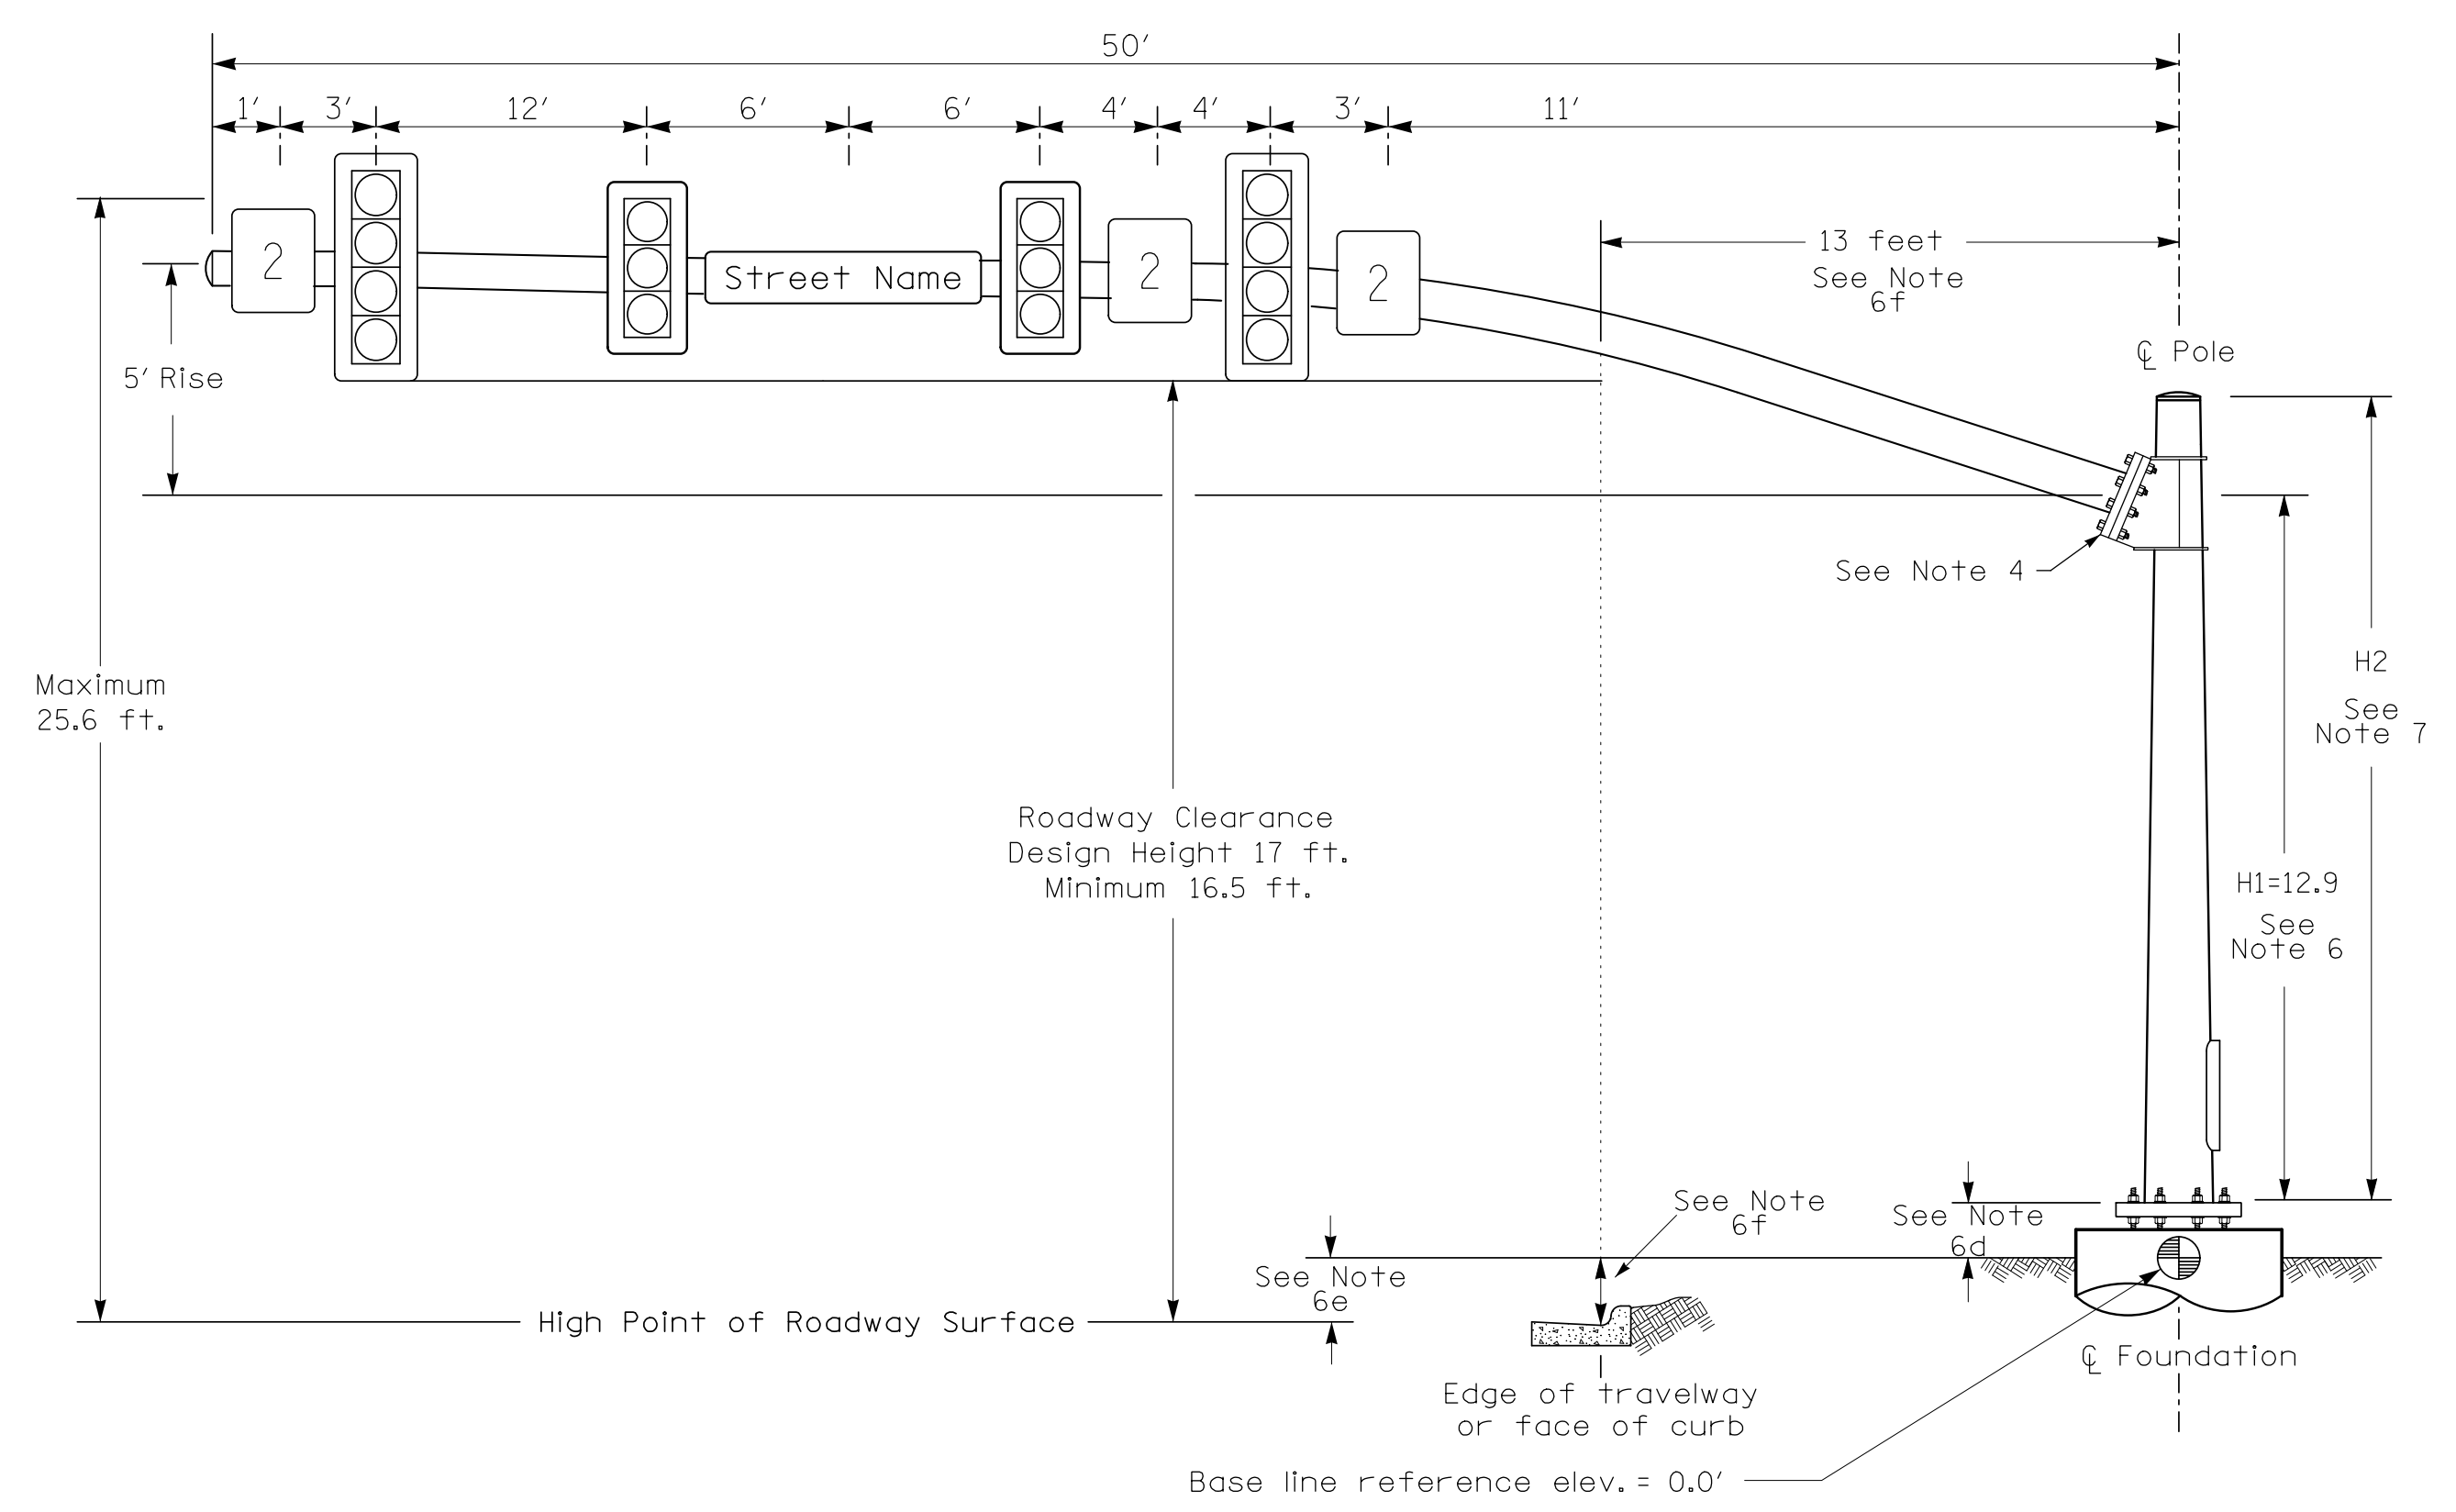 50′
1′ 3′ 12′ 6′ 6′ 4′ 4′ 3′ 11′
13 feet
See Note
6f
2
2
2
Street Name
℄ Pole
5′ Rise
See Note 4
H2
See
Note 7
Maximum
25.6 ft.
Roadway Clearance
Design Height 17 ft.
Minimum 16.5 ft.
H1=12.9
See
Note 6
See Note
6f
See Note
6d
See Note
6e
High Point of Roadway Surface
℄ Foundation
Edge of travelway
or face of curb
Base line reference elev. = 0.0′